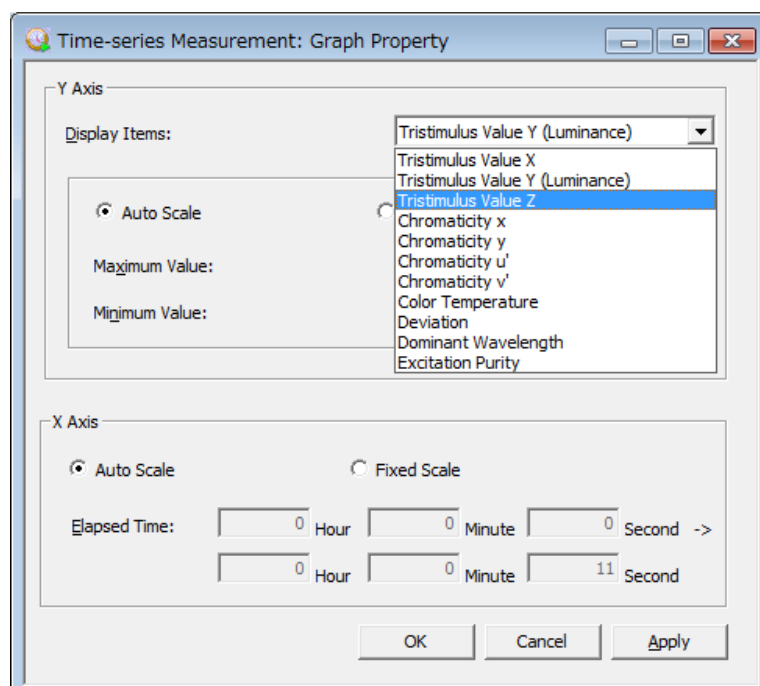 Time-series Measurement: Graph Property
Y Axis
Display Items:
Tristimulus Value Y (Luminance)
Tristimulus Value X
Tristimulus Value Y (Luminance)
Tristimulus Value Z
Chromaticity x
Chromaticity y
Chromaticity u'
Chromaticity v'
Color Temperature
Deviation
Dominant Wavelength
Excitation Purity
Auto Scale
Maximum Value:
Minimum Value:
X Axis
Auto Scale Fixed Scale
Elapsed Time: 0 Hour 0 Minute 0 Second ->
0 Hour 0 Minute 11 Second
OK Cancel Apply